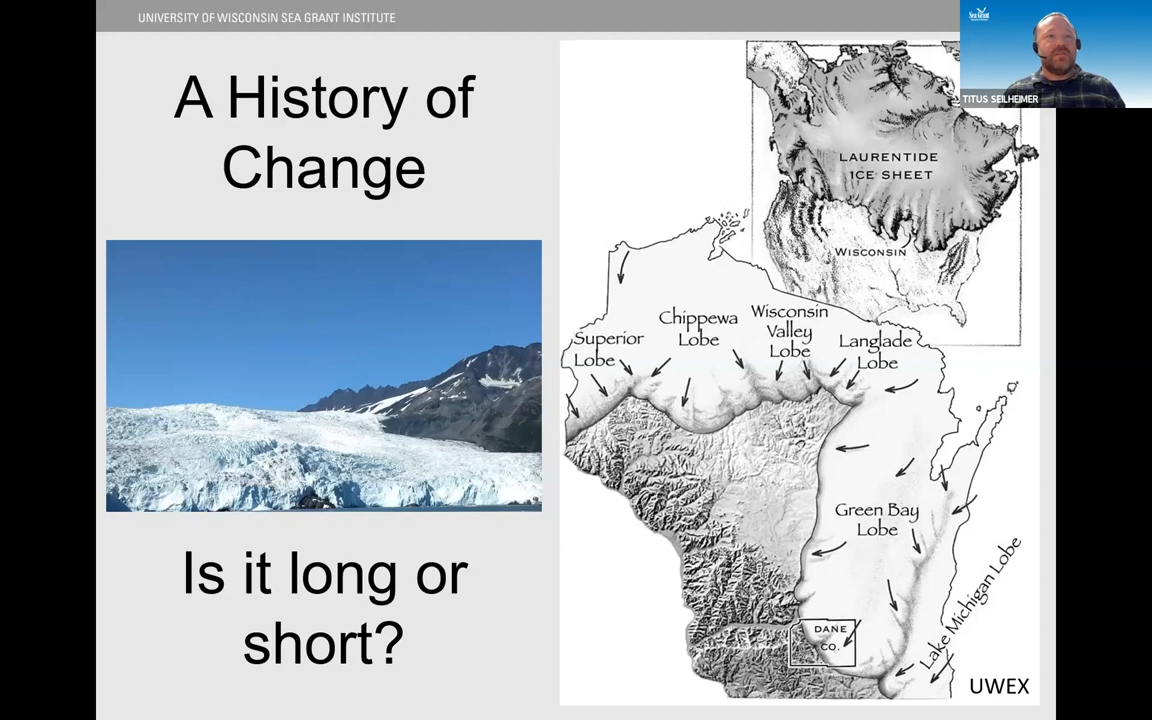 UNIVERSITY OF WISCONSIN SEA GRANT INSTITUTE
A History of
Change
Is it long or
short?
Sea Grant
TITUS SEILHEIMER
LAURENTIDE
ICE SHEET
WISCONSIN
Superior
Lobe
Chippewa
Lobe
Wisconsin
Valley
Lobe
Langlade
Lobe
Green Bay
Lobe
Lake Michigan Lobe
DANE
CO.
UWEX